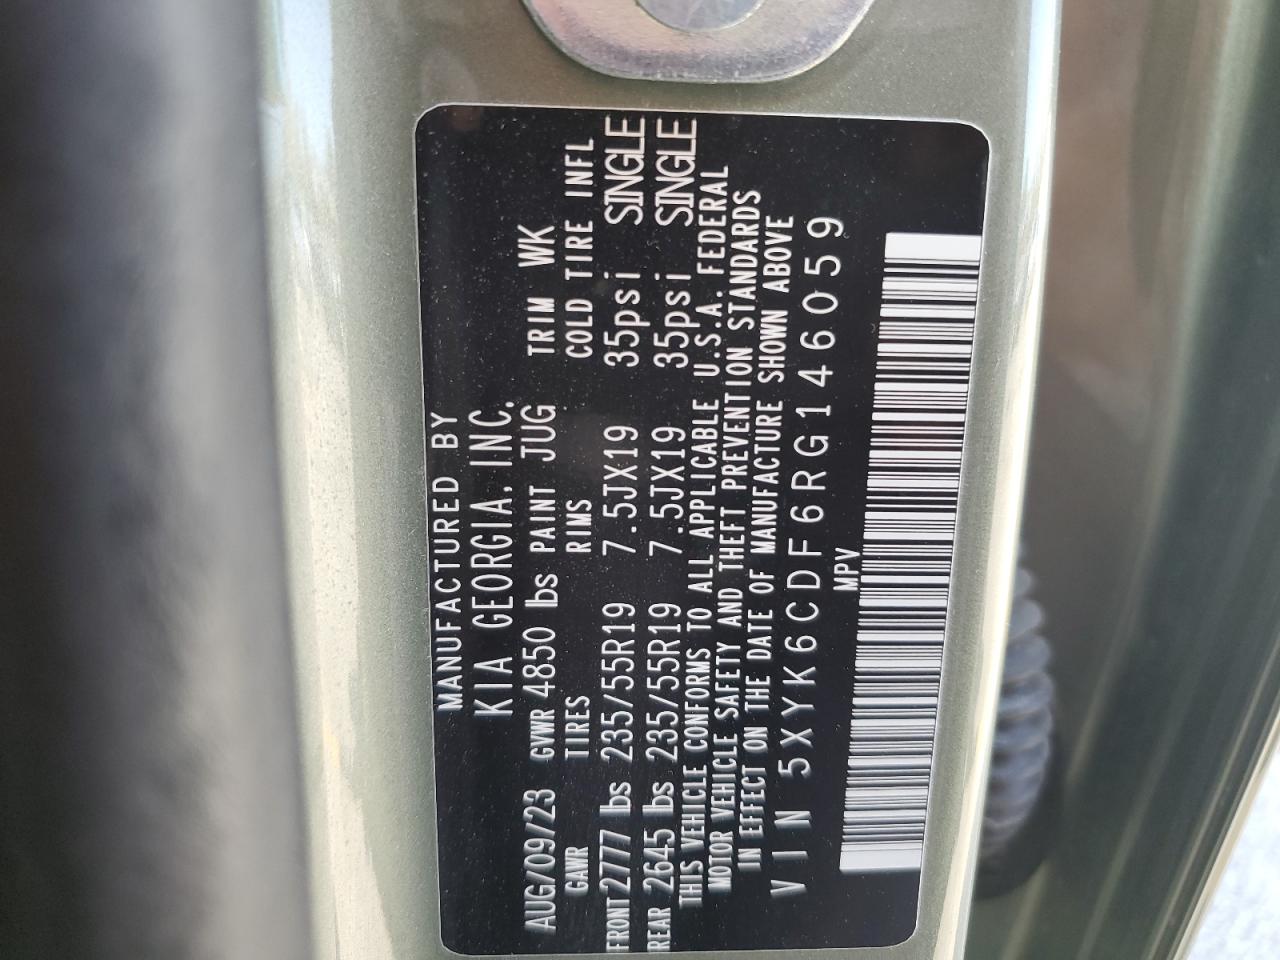 MANUFACTURED BY
KIA GEORGIA, INC.
AUG/09/23 GVWR 4850 lbs PAINT JUG TRIM WK
GAWR TIRES RIMS COLD TIRE INFL
FRONT 2777 lbs 235/55R19 7.5JX19 35psi SINGLE
REAR 2645 lbs 235/55R19 7.5JX19 35psi SINGLE
THIS VEHICLE CONFORMS TO ALL APPLICABLE U.S.A. FEDERAL
MOTOR VEHICLE SAFETY AND THEFT PREVENTION STANDARDS
IN EFFECT ON THE DATE OF MANUFACTURE SHOWN ABOVE
VIN 5XYK6CDF6RG146059
MPV